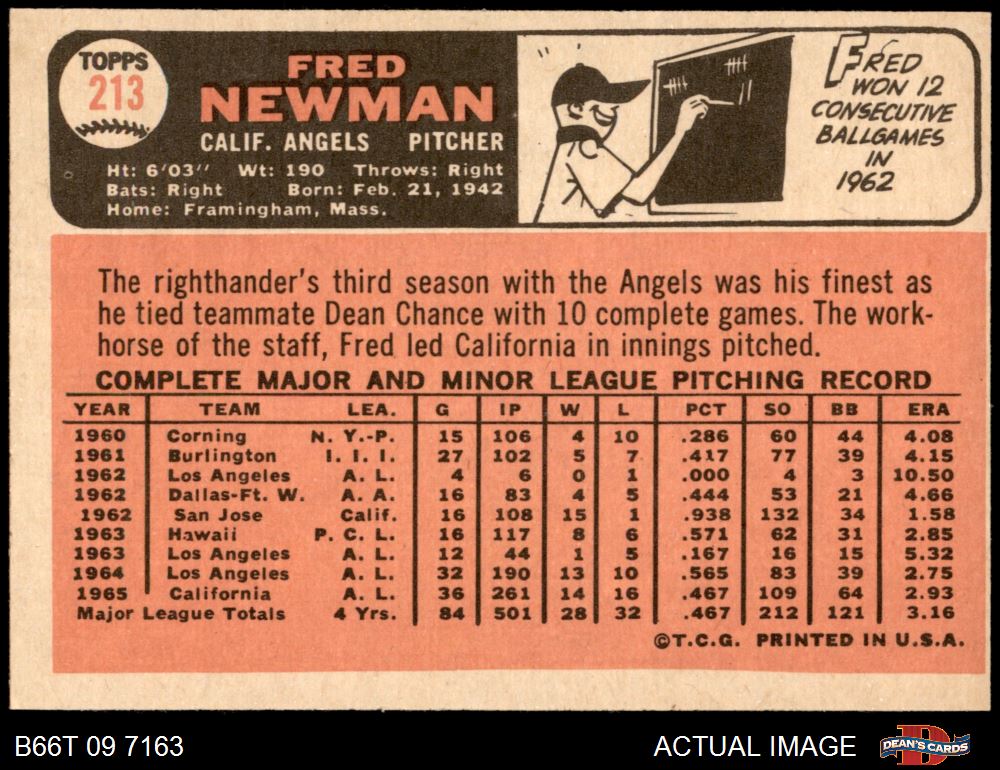 TOPPS
213
FRED
NEWMAN
CALIF. ANGELS PITCHER
Ht: 6'03'' Wt: 190 Throws: Right
Bats: Right Born: Feb. 21, 1942
Home: Framingham, Mass.
FRED
WON 12
CONSECUTIVE
BALLGAMES
IN
1962
The righthander's third season with the Angels was his finest as
he tied teammate Dean Chance with 10 complete games. The work-
horse of the staff, Fred led California in innings pitched.
COMPLETE MAJOR AND MINOR LEAGUE PITCHING RECORD
YEAR TEAM LEA. G IP W L PCT SO BB ERA
1960 Corning N. Y.-P. 15 106 4 10 .286 60 44 4.08
1961 Burlington I. I. I. 27 102 5 7 .417 77 39 4.15
1962 Los Angeles A. L. 4 6 0 1 .000 4 3 10.50
1962 Dallas-Ft. W. A. A. 16 83 4 5 .444 53 21 4.66
1962 San Jose Calif. 16 108 15 1 .938 132 34 1.58
1963 Hawaii P. C. L. 16 117 8 6 .571 62 31 2.85
1963 Los Angeles A. L. 12 44 1 5 .167 16 15 5.32
1964 Los Angeles A. L. 32 190 13 10 .565 83 39 2.75
1965 California A. L. 36 261 14 16 .467 109 64 2.93
Major League Totals 4 Yrs. 84 501 28 32 .467 212 121 3.16
©T.C.G. PRINTED IN U.S.A.
B66T 09 7163
ACTUAL IMAGE
D
DEAN'S CARDS